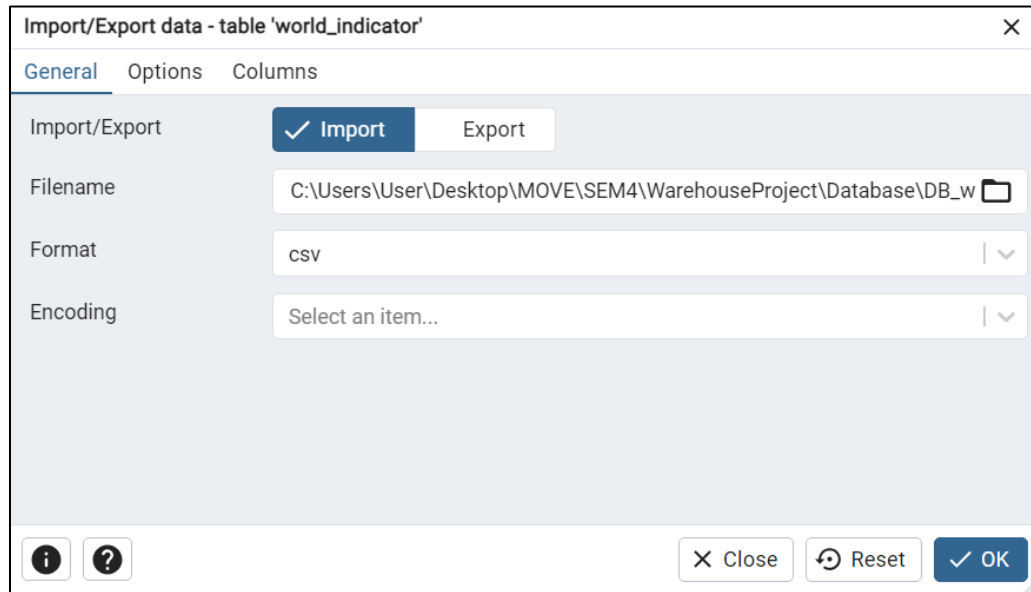 Import/Export data - table 'world_indicator'
General Options Columns
Import/Export Import Export
Filename C:\Users\User\Desktop\MOVE\SEM4\WarehouseProject\Database\DB_w
Format csv
Encoding Select an item...
Close Reset OK